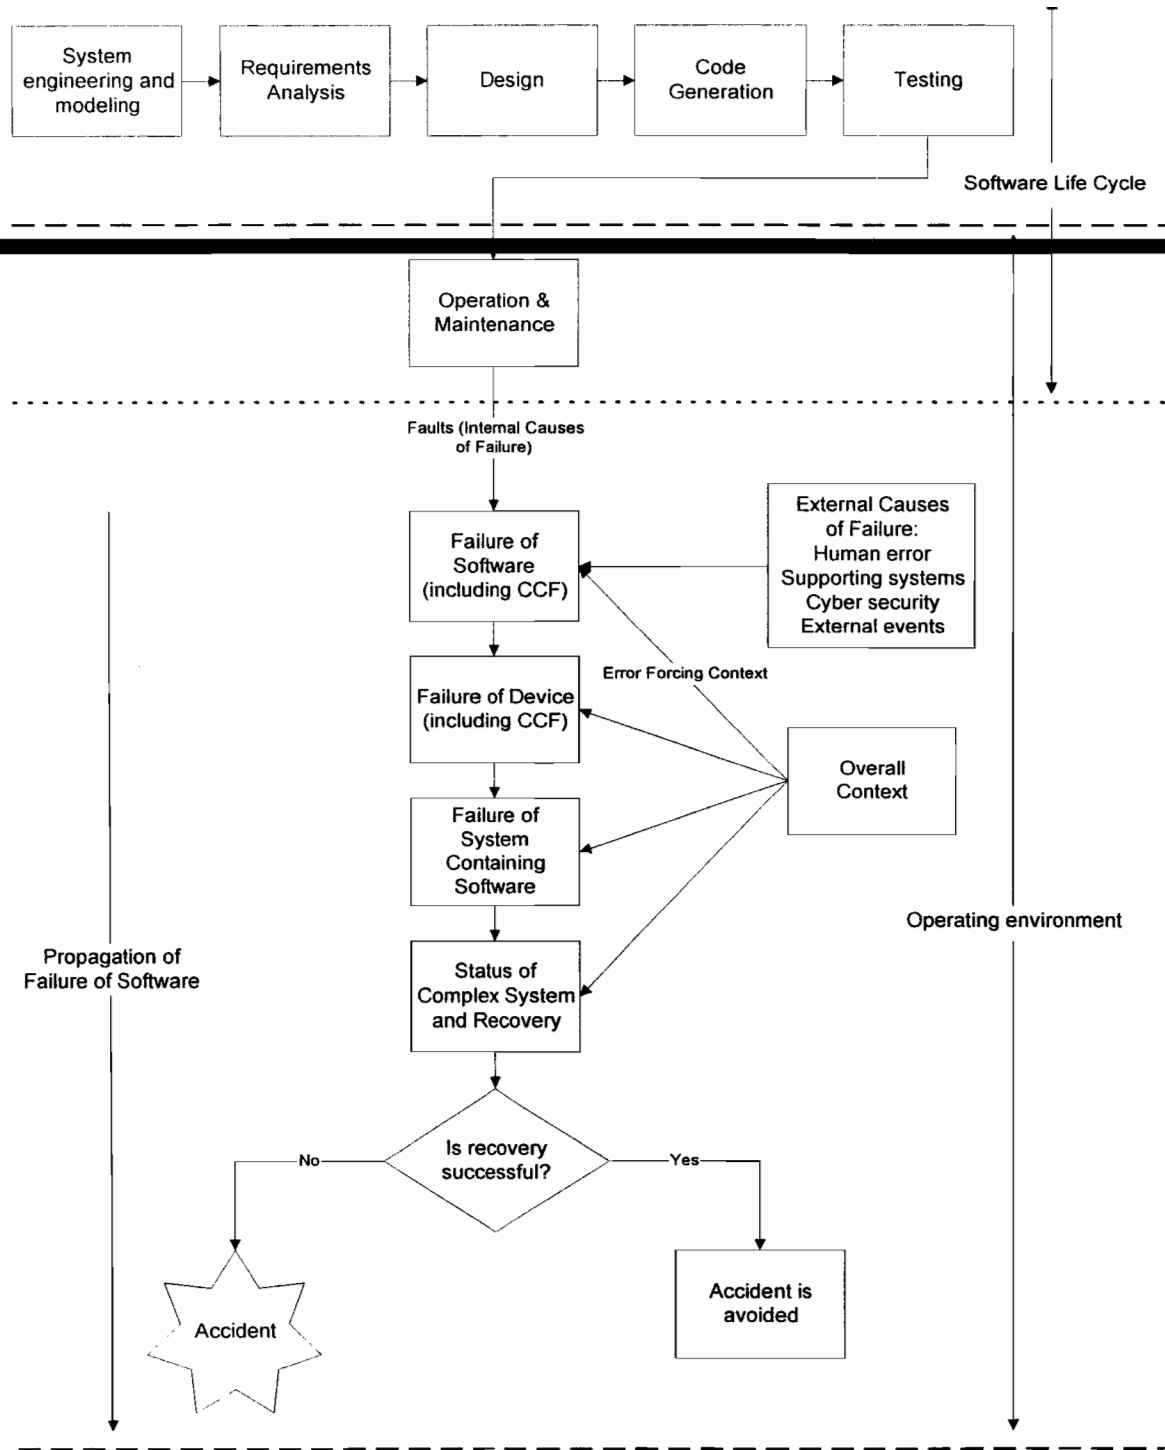 System
engineering and
modeling
Requirements
Analysis
Design
Code
Generation
Testing
Software Life Cycle
Operation &
Maintenance
Faults (Internal Causes
of Failure)
External Causes
of Failure:
Human error
Supporting systems
Cyber security
External events
Failure of
Software
(including CCF)
Error Forcing Context
Failure of Device
(including CCF)
Overall
Context
Failure of
System
Containing
Software
Operating environment
Propagation of
Failure of Software
Status of
Complex System
and Recovery
Is recovery
successful?
No
Yes
Accident
Accident is
avoided